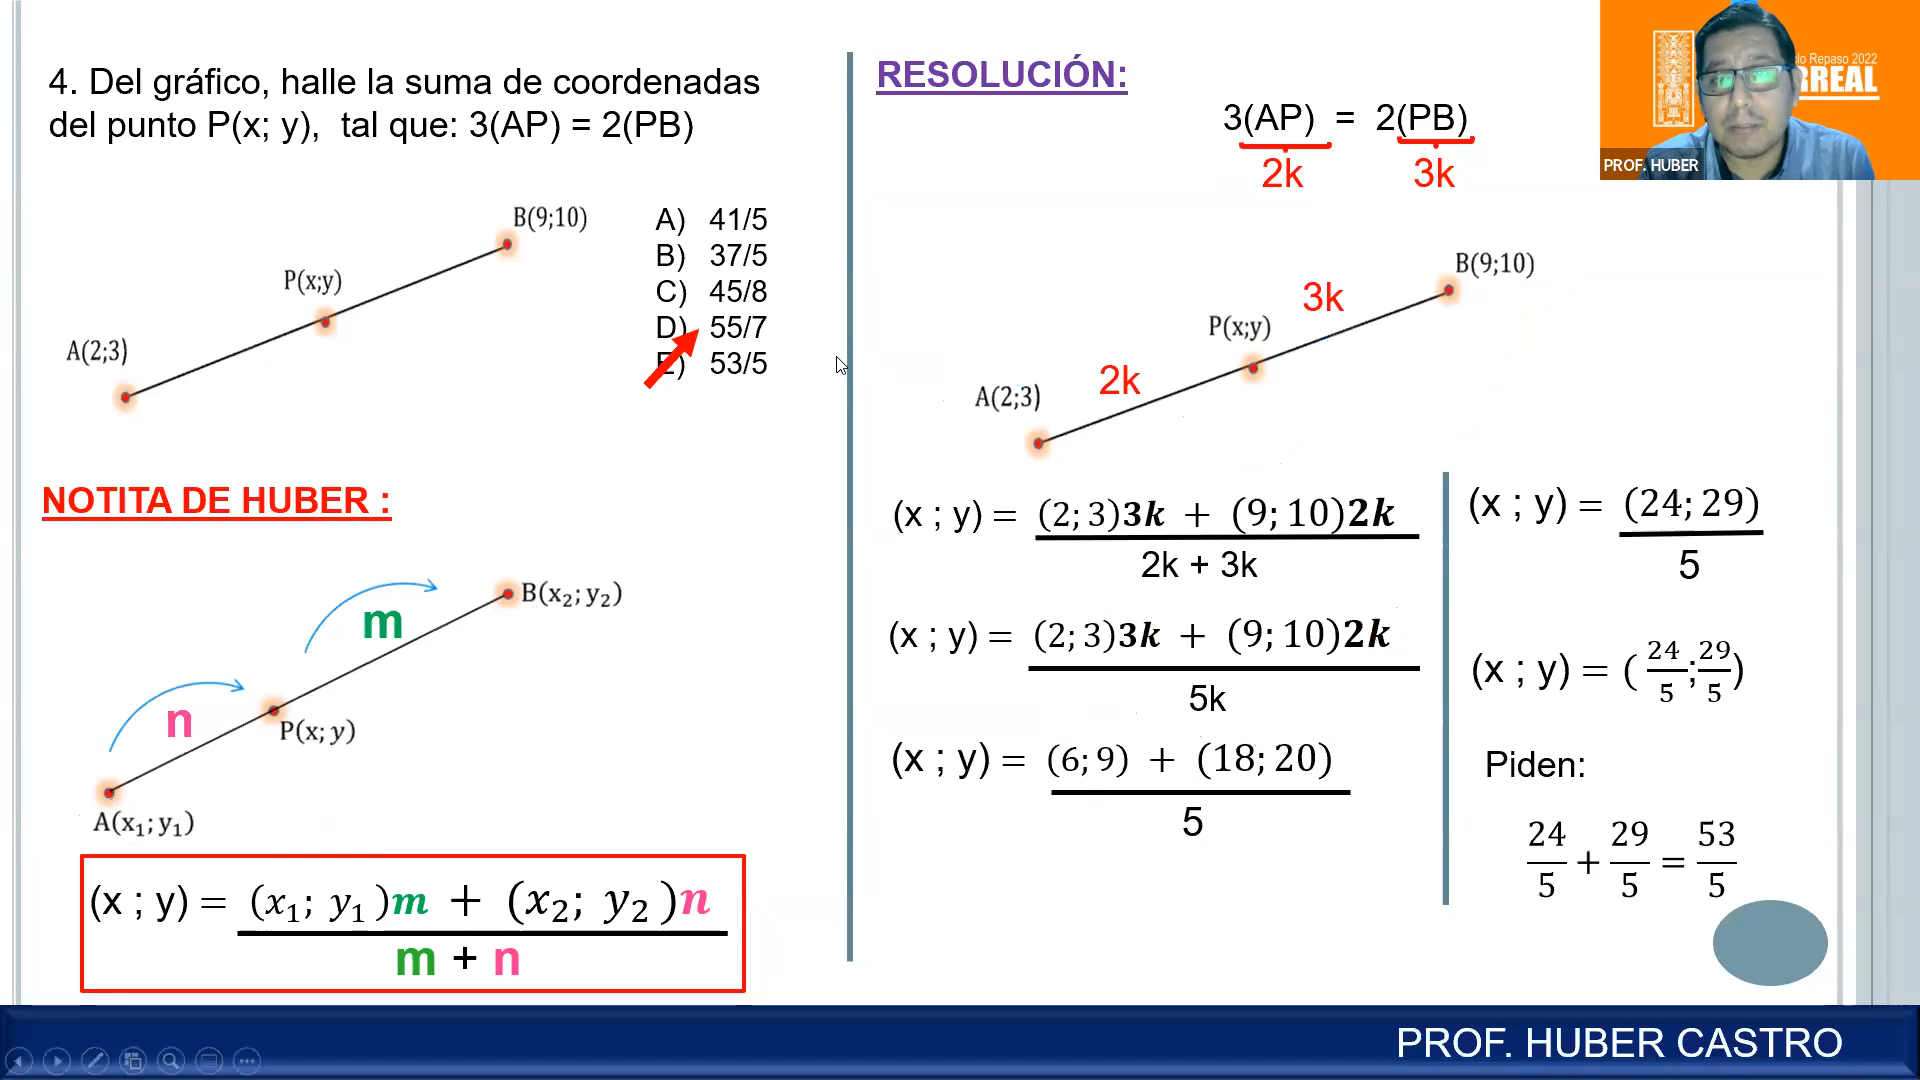 4. Del gráfico, halle la suma de coordenadas
del punto P(x; y), tal que: 3(AP) = 2(PB)
B(9;10)
P(x;y)
A(2;3)
A) 41/5
B) 37/5
C) 45/8
D) 55/7
E) 53/5
NOTITA DE HUBER :
m
B(x₂; y₂)
n
P(x; y)
A(x₁; y₁)
(x ; y) = (x₁; y₁)m + (x₂; y₂)n
m + n
RESOLUCIÓN:
3(AP) = 2(PB)
2k 3k
B(9;10)
3k
P(x;y)
2k
A(2;3)
(x ; y) = (2; 3)3k + (9; 10)2k
2k + 3k
(x ; y) = (2; 3)3k + (9; 10)2k
5k
(x ; y) = (6; 9) + (18; 20)
5
(x ; y) = (24; 29)
5
(x ; y) = ( 24/5 ; 29/5 )
Piden:
24/5 + 29/5 = 53/5
lo Repaso 2022
RREAL
PROF. HUBER
PROF. HUBER CASTRO